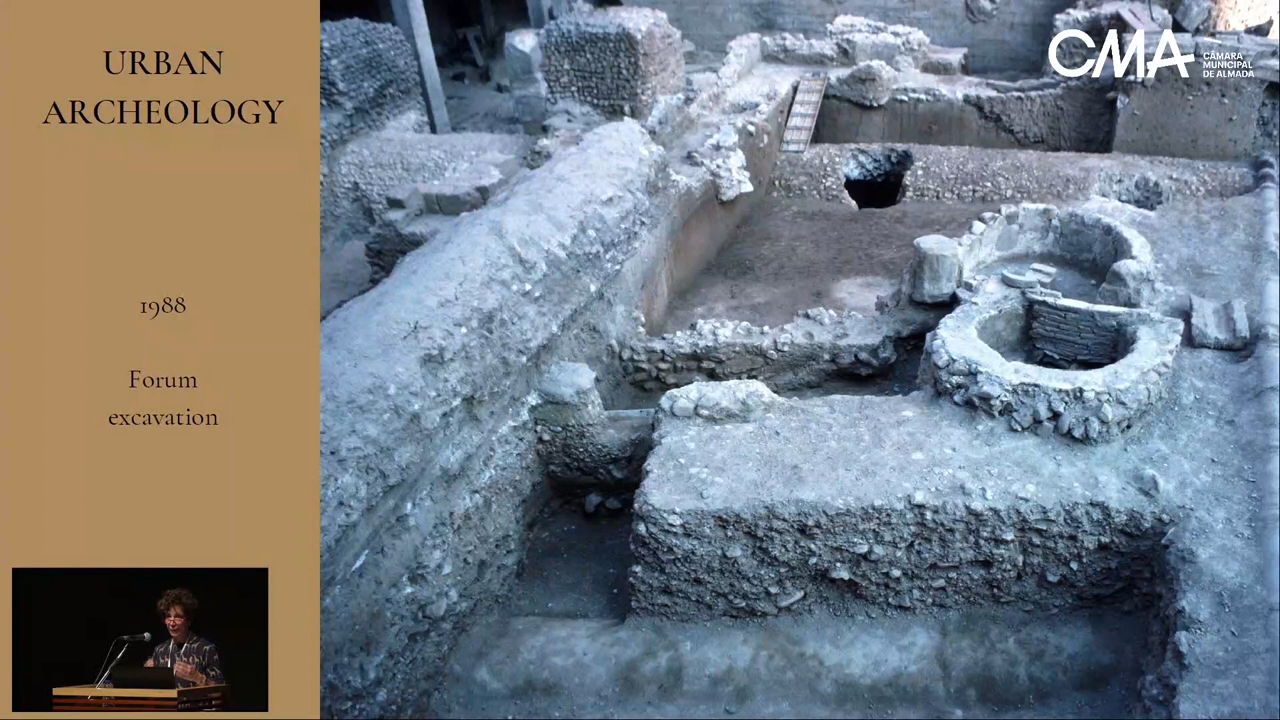 URBAN
ARCHEOLOGY
1988
Forum
excavation
CMA
CÂMARA
MUNICIPAL
DE ALMADA